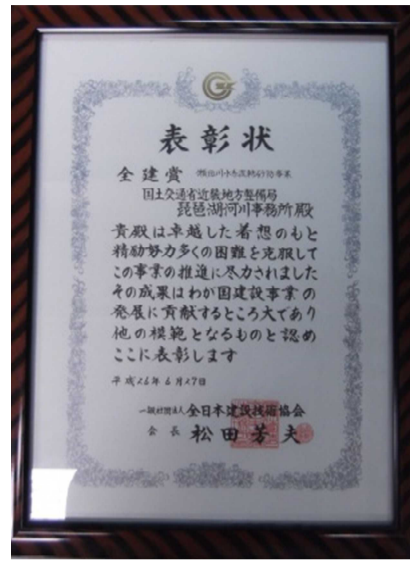 表彰状
全建賞
国土交通省近畿地方整備局
琵琶湖河川事務所殿
貴殿は卓越した着想のもと
精励努力多くの困難を克服して
この事業の推進に尽力されました
その成果はわが国建設事業の
発展に貢献するところ大であり
他の模範となるものと認め
ここに表彰します
平成26年6月27日
一般社団法人 全日本建設技術協会
会長 松田芳夫